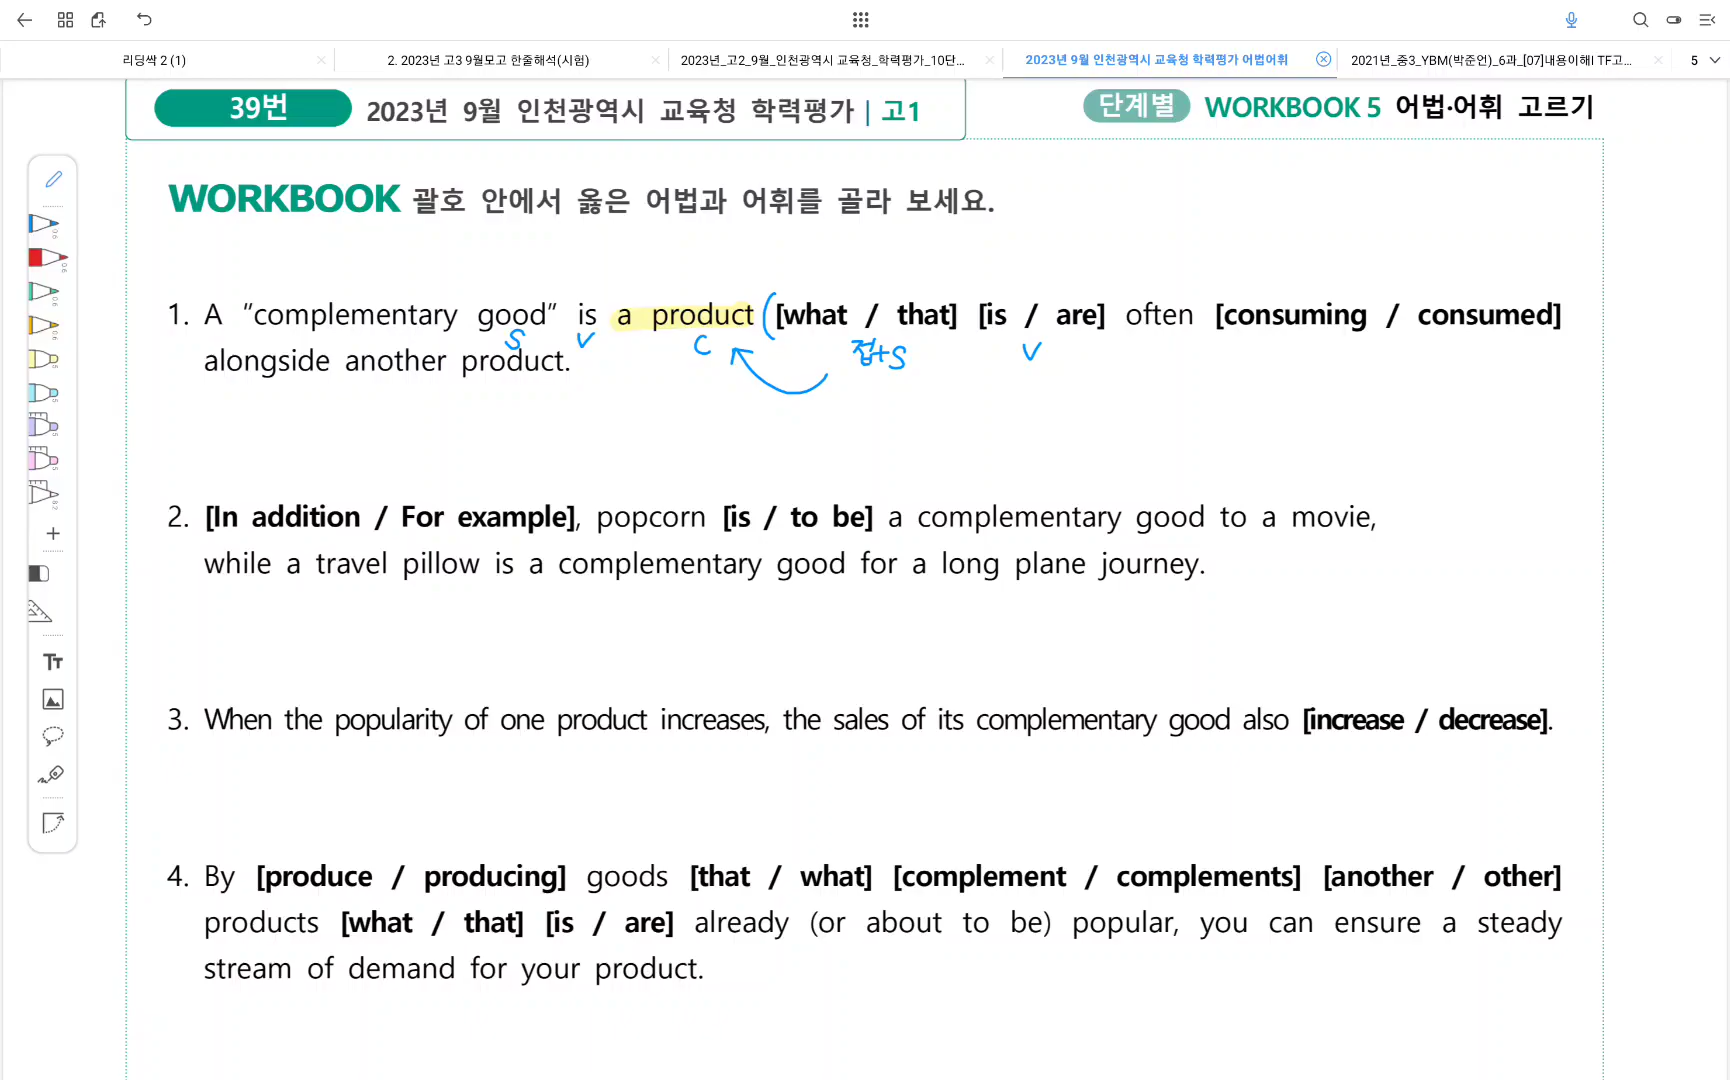 리딩싹 2 (1)
2. 2023년 고3 9월모고 한줄해석(시험)
2023년_고2_9월_인천광역시 교육청_학력평가_10단...
2023년 9월 인천광역시 교육청 학력평가 어법어휘
2021년_중3_YBM(박준언)_6과_[07]내용이해I TF고...
5
39번 2023년 9월 인천광역시 교육청 학력평가 | 고1
단계별 WORKBOOK 5 어법·어휘 고르기
WORKBOOK 괄호 안에서 옳은 어법과 어휘를 골라 보세요.
1. A “complementary good” is a product ([what / that] [is / are] often [consuming / consumed]
S V C 접+S V
alongside another product.
2. [In addition / For example], popcorn [is / to be] a complementary good to a movie,
while a travel pillow is a complementary good for a long plane journey.
3. When the popularity of one product increases, the sales of its complementary good also [increase / decrease].
4. By [produce / producing] goods [that / what] [complement / complements] [another / other]
products [what / that] [is / are] already (or about to be) popular, you can ensure a steady
stream of demand for your product.
Tт